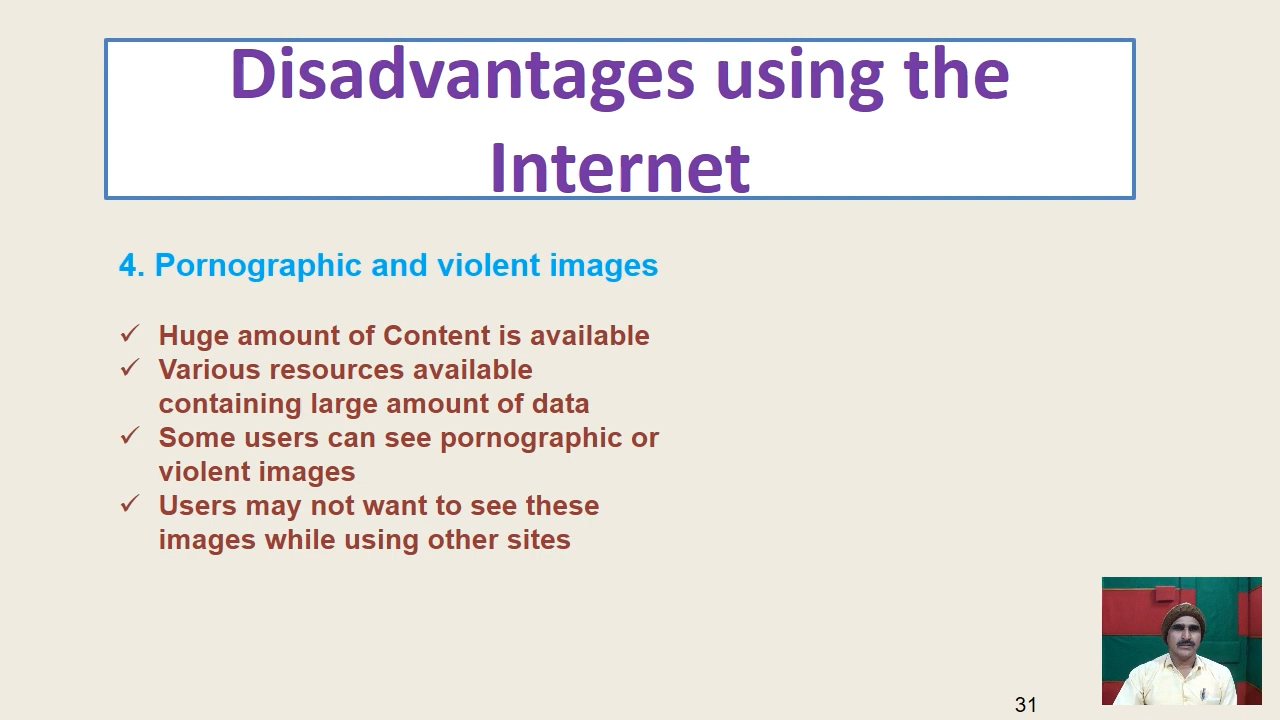 Disadvantages using the
Internet
4. Pornographic and violent images
✓ Huge amount of Content is available
✓ Various resources available
containing large amount of data
✓ Some users can see pornographic or
violent images
✓ Users may not want to see these
images while using other sites
31